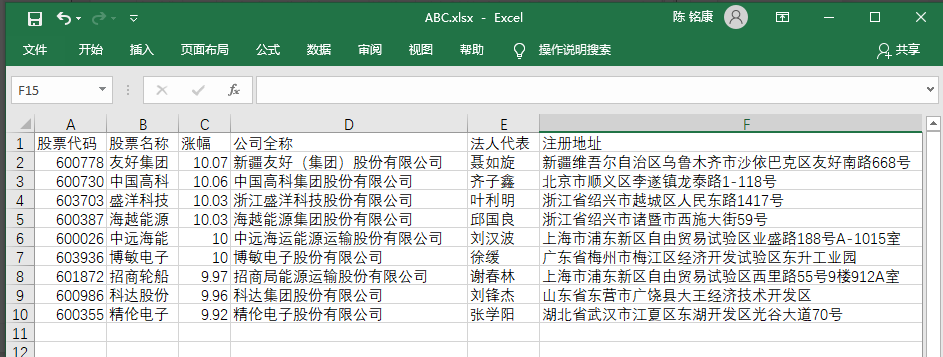 ABC.xlsx - Excel 陈 铭康
文件 开始 插入 页面布局 公式 数据 审阅 视图 帮助 操作说明搜索 共享
F15 fx
A B C D E F
1 股票代码 股票名称 涨幅 公司全称 法人代表 注册地址
2 600778 友好集团 10.07 新疆友好（集团）股份有限公司 聂如旋 新疆维吾尔自治区乌鲁木齐市沙依巴克区友好南路668号
3 600730 中国高科 10.06 中国高科集团股份有限公司 齐子鑫 北京市顺义区李遂镇龙泰路1-118号
4 603703 盛洋科技 10.03 浙江盛洋科技股份有限公司 叶利明 浙江省绍兴市越城区人民东路1417号
5 600387 海越能源 10.03 海越能源集团股份有限公司 邱国良 浙江省绍兴市诸暨市西施大街59号
6 600026 中远海能 10 中远海运能源运输股份有限公司 刘汉波 上海市浦东新区自由贸易试验区业盛路188号A-1015室
7 603936 博敏电子 10 博敏电子股份有限公司 徐缓 广东省梅州市梅江区经济开发试验区东升工业园
8 601872 招商轮船 9.97 招商局能源运输股份有限公司 谢春林 上海市浦东新区自由贸易试验区西里路55号9楼912A室
9 600986 科达股份 9.96 科达集团股份有限公司 刘锋杰 山东省东营市广饶县大王经济技术开发区
10 600355 精伦电子 9.92 精伦电子股份有限公司 张学阳 湖北省武汉市江夏区东湖开发区光谷大道70号
11
12